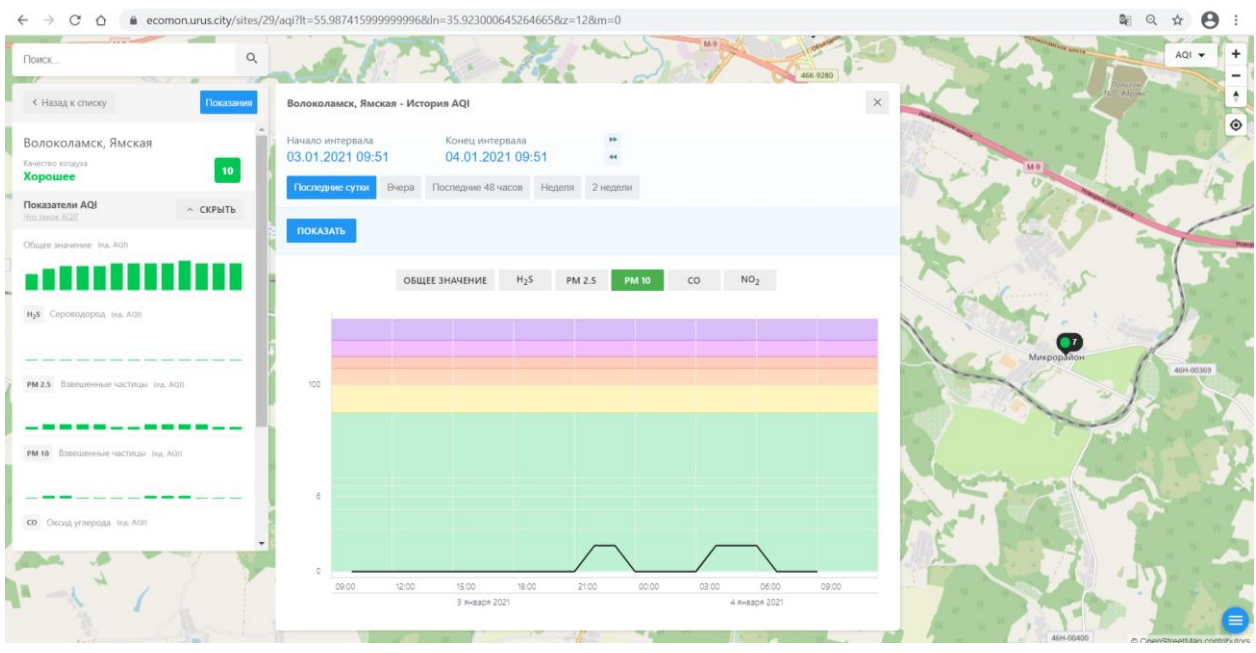 ecomon.urus.city/sites/29/aqi?lt=55.987415999999996&ln=35.92300064526466­5&z=12&m=0
Поиск...
М-9
46К-9280
AQI
Назад к списку
Показания
Волоколамск, Ямская - История AQI
Волоколамск, Ямская
Качество воздуха
Хорошее
10
Начало интервала
Конец интервала
03.01.2021 09:51
04.01.2021 09:51
Последние сутки
Вчера
Последние 48 часов
Неделя
2 недели
Показатели AQI
Что такое AQI?
СКРЫТЬ
ПОКАЗАТЬ
Общее значение (ед. AQI)
ОБЩЕЕ ЗНАЧЕНИЕ
H₂S
PM 2.5
PM 10
CO
NO₂
H₂S Сероводород (ед. AQI)
PM 2.5 Взвешенные частицы (ед. AQI)
PM 10 Взвешенные частицы (ед. AQI)
CO Оксид углерода (ед. AQI)
100
6
0
09:00
12:00
15:00
18:00
21:00
00:00
03:00
06:00
09:00
3 января 2021
4 января 2021
М-9
Новорижское шоссе
7
Микрорайон
46Н-00369
46Н-00400
© OpenStreetMap contributors